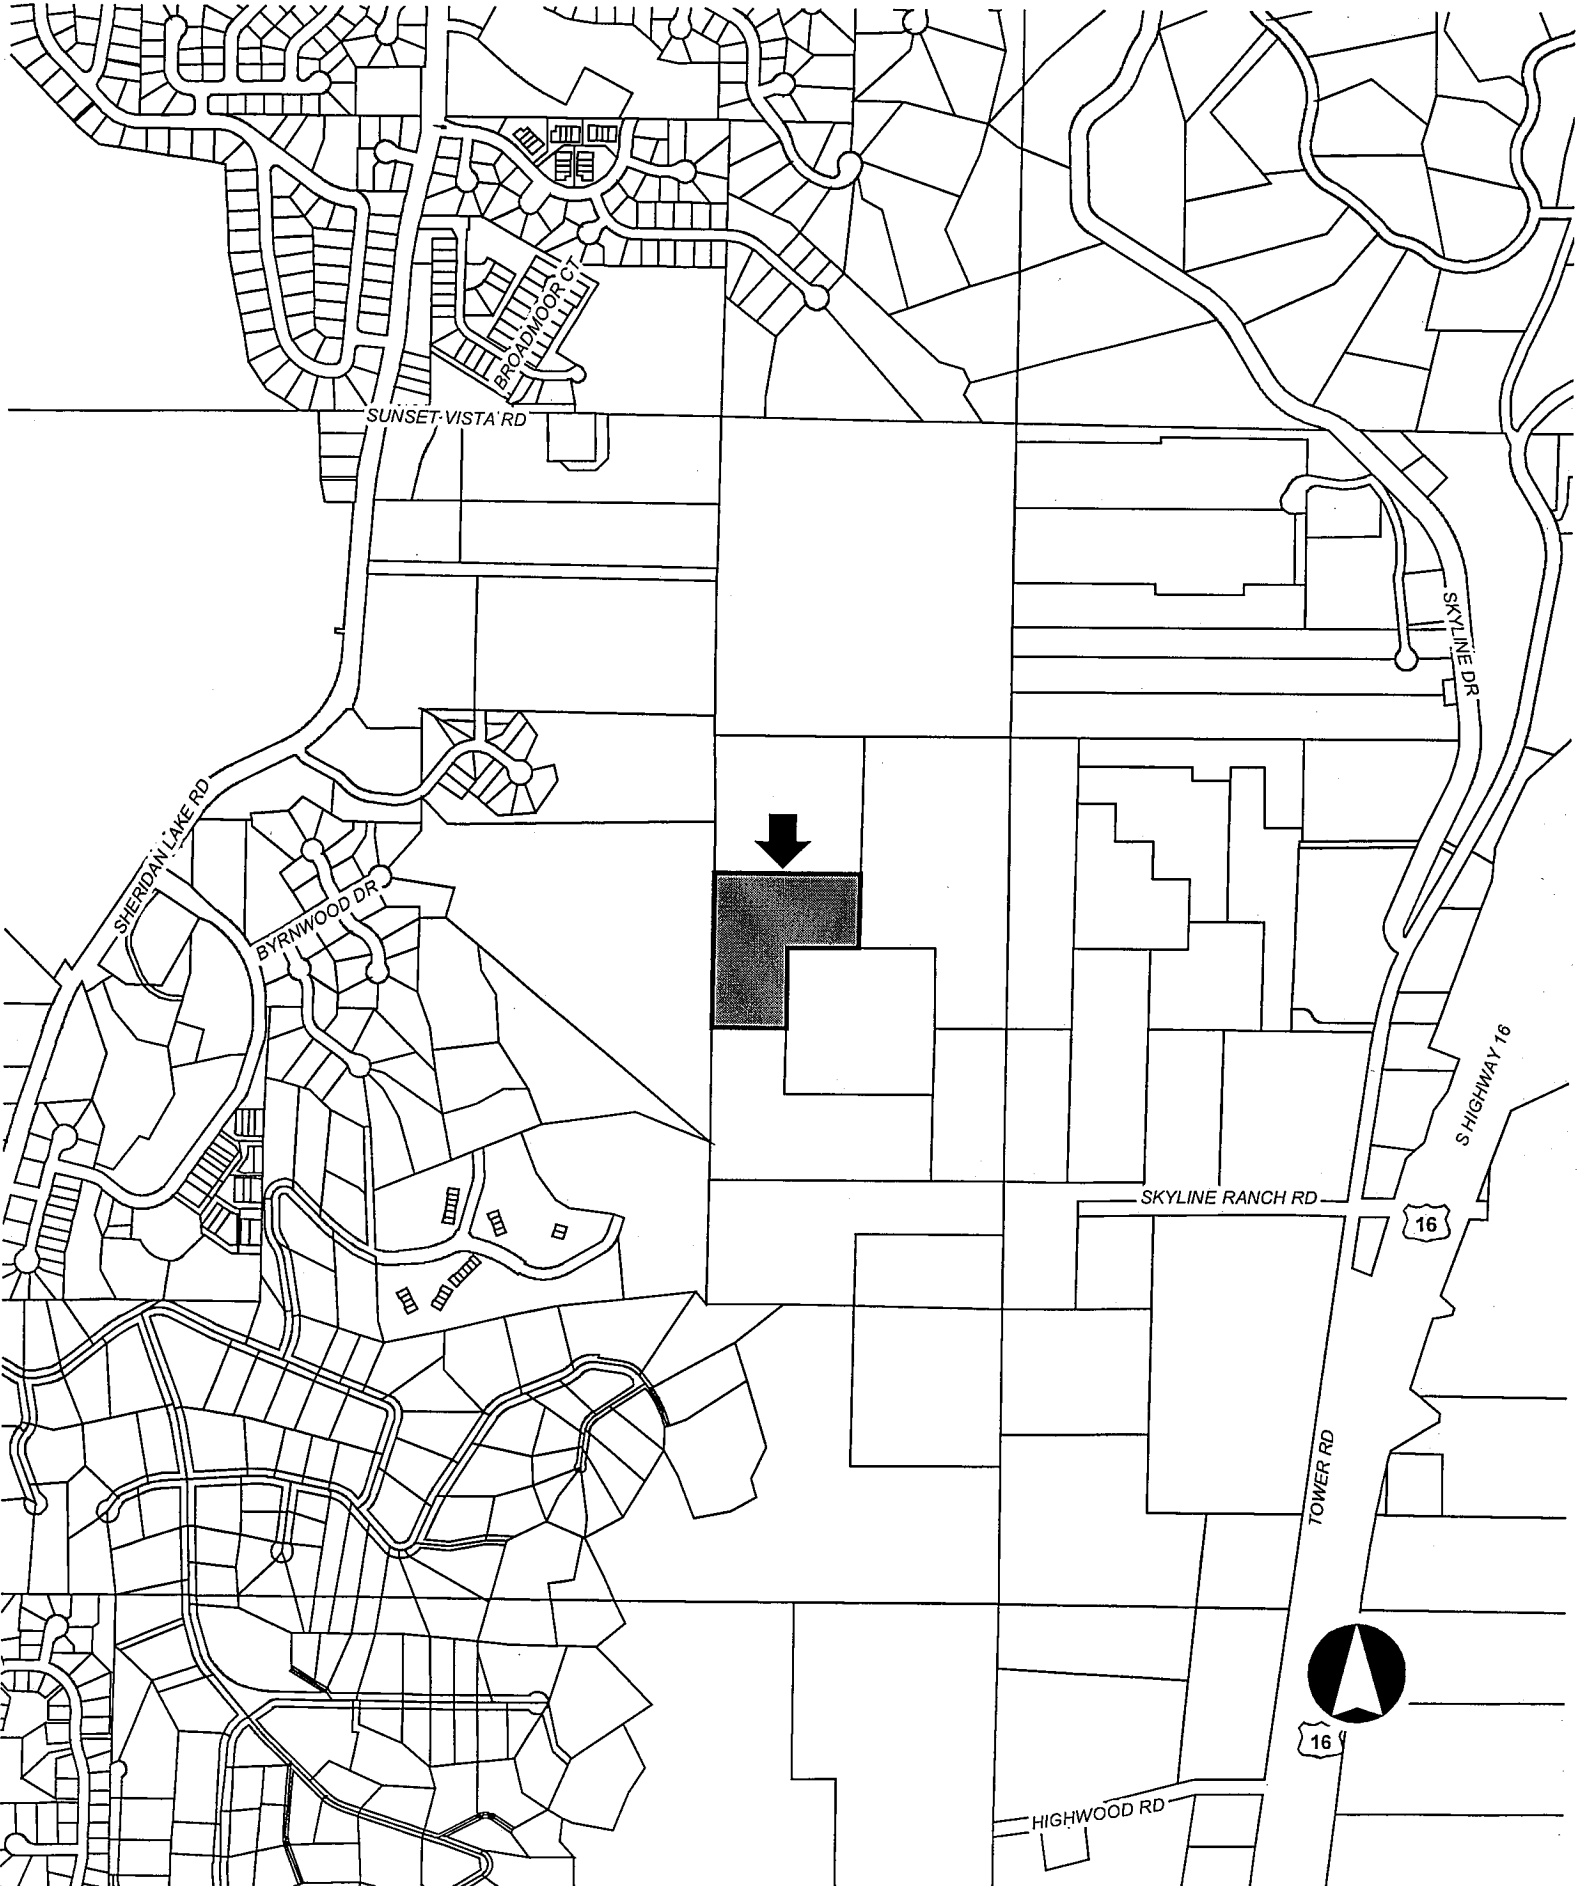 BROADMOOR CT
SUNSET VISTA RD
SKYLINE DR
SHERIDAN LAKE RD
BYRNWOOD DR
S HIGHWAY 16
SKYLINE RANCH RD
16
TOWER RD
16
HIGHWOOD RD